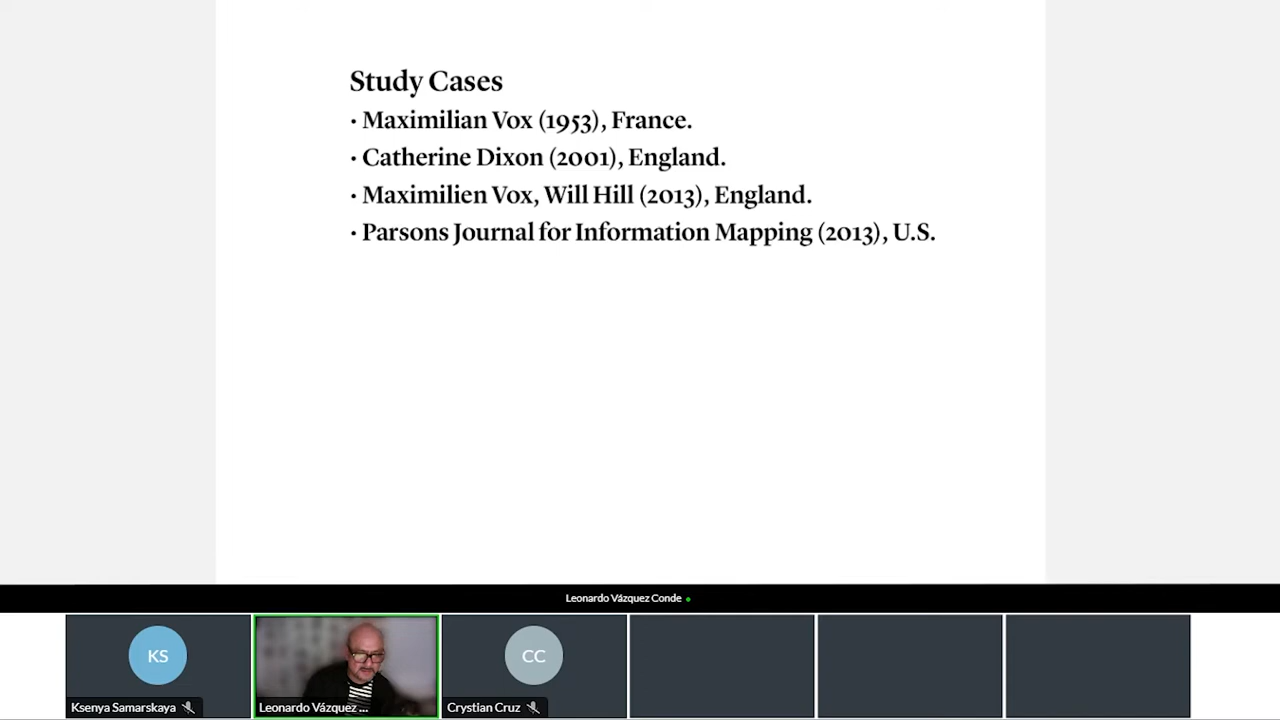 Study Cases
· Maximilian Vox (1953), France.
· Catherine Dixon (2001), England.
· Maximilien Vox, Will Hill (2013), England.
· Parsons Journal for Information Mapping (2013), U.S.
Leonardo Vázquez Conde
KS
CC
Ksenya Samarskaya
Leonardo Vázquez ...
Crystian Cruz